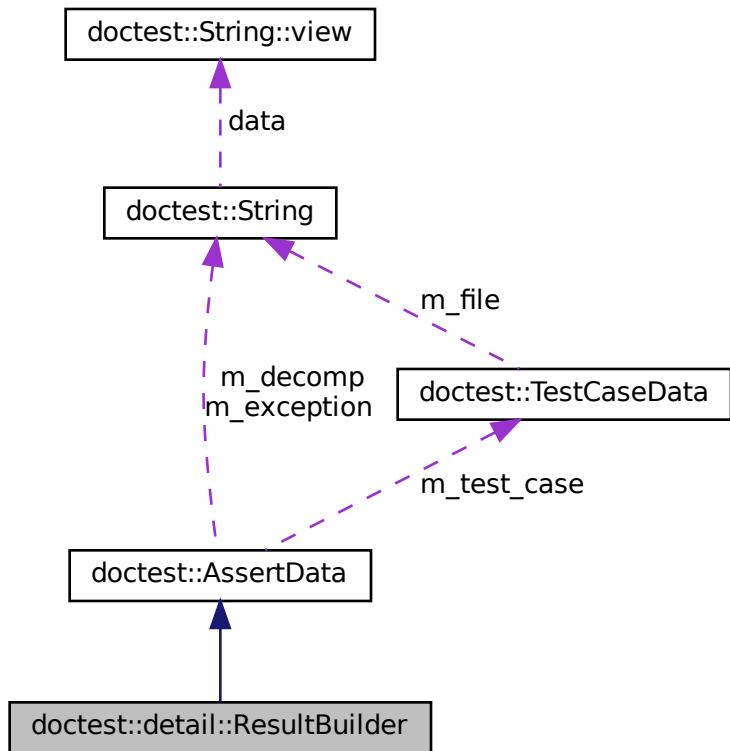 doctest::String::view
data
doctest::String
m_file
m_decomp
m_exception
doctest::TestCaseData
m_test_case
doctest::AssertData
doctest::detail::ResultBuilder